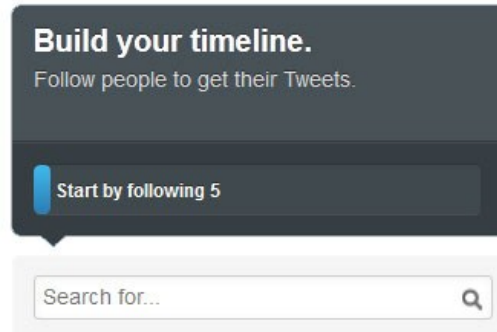 Build your timeline.
Follow people to get their Tweets.
Start by following 5
Search for...